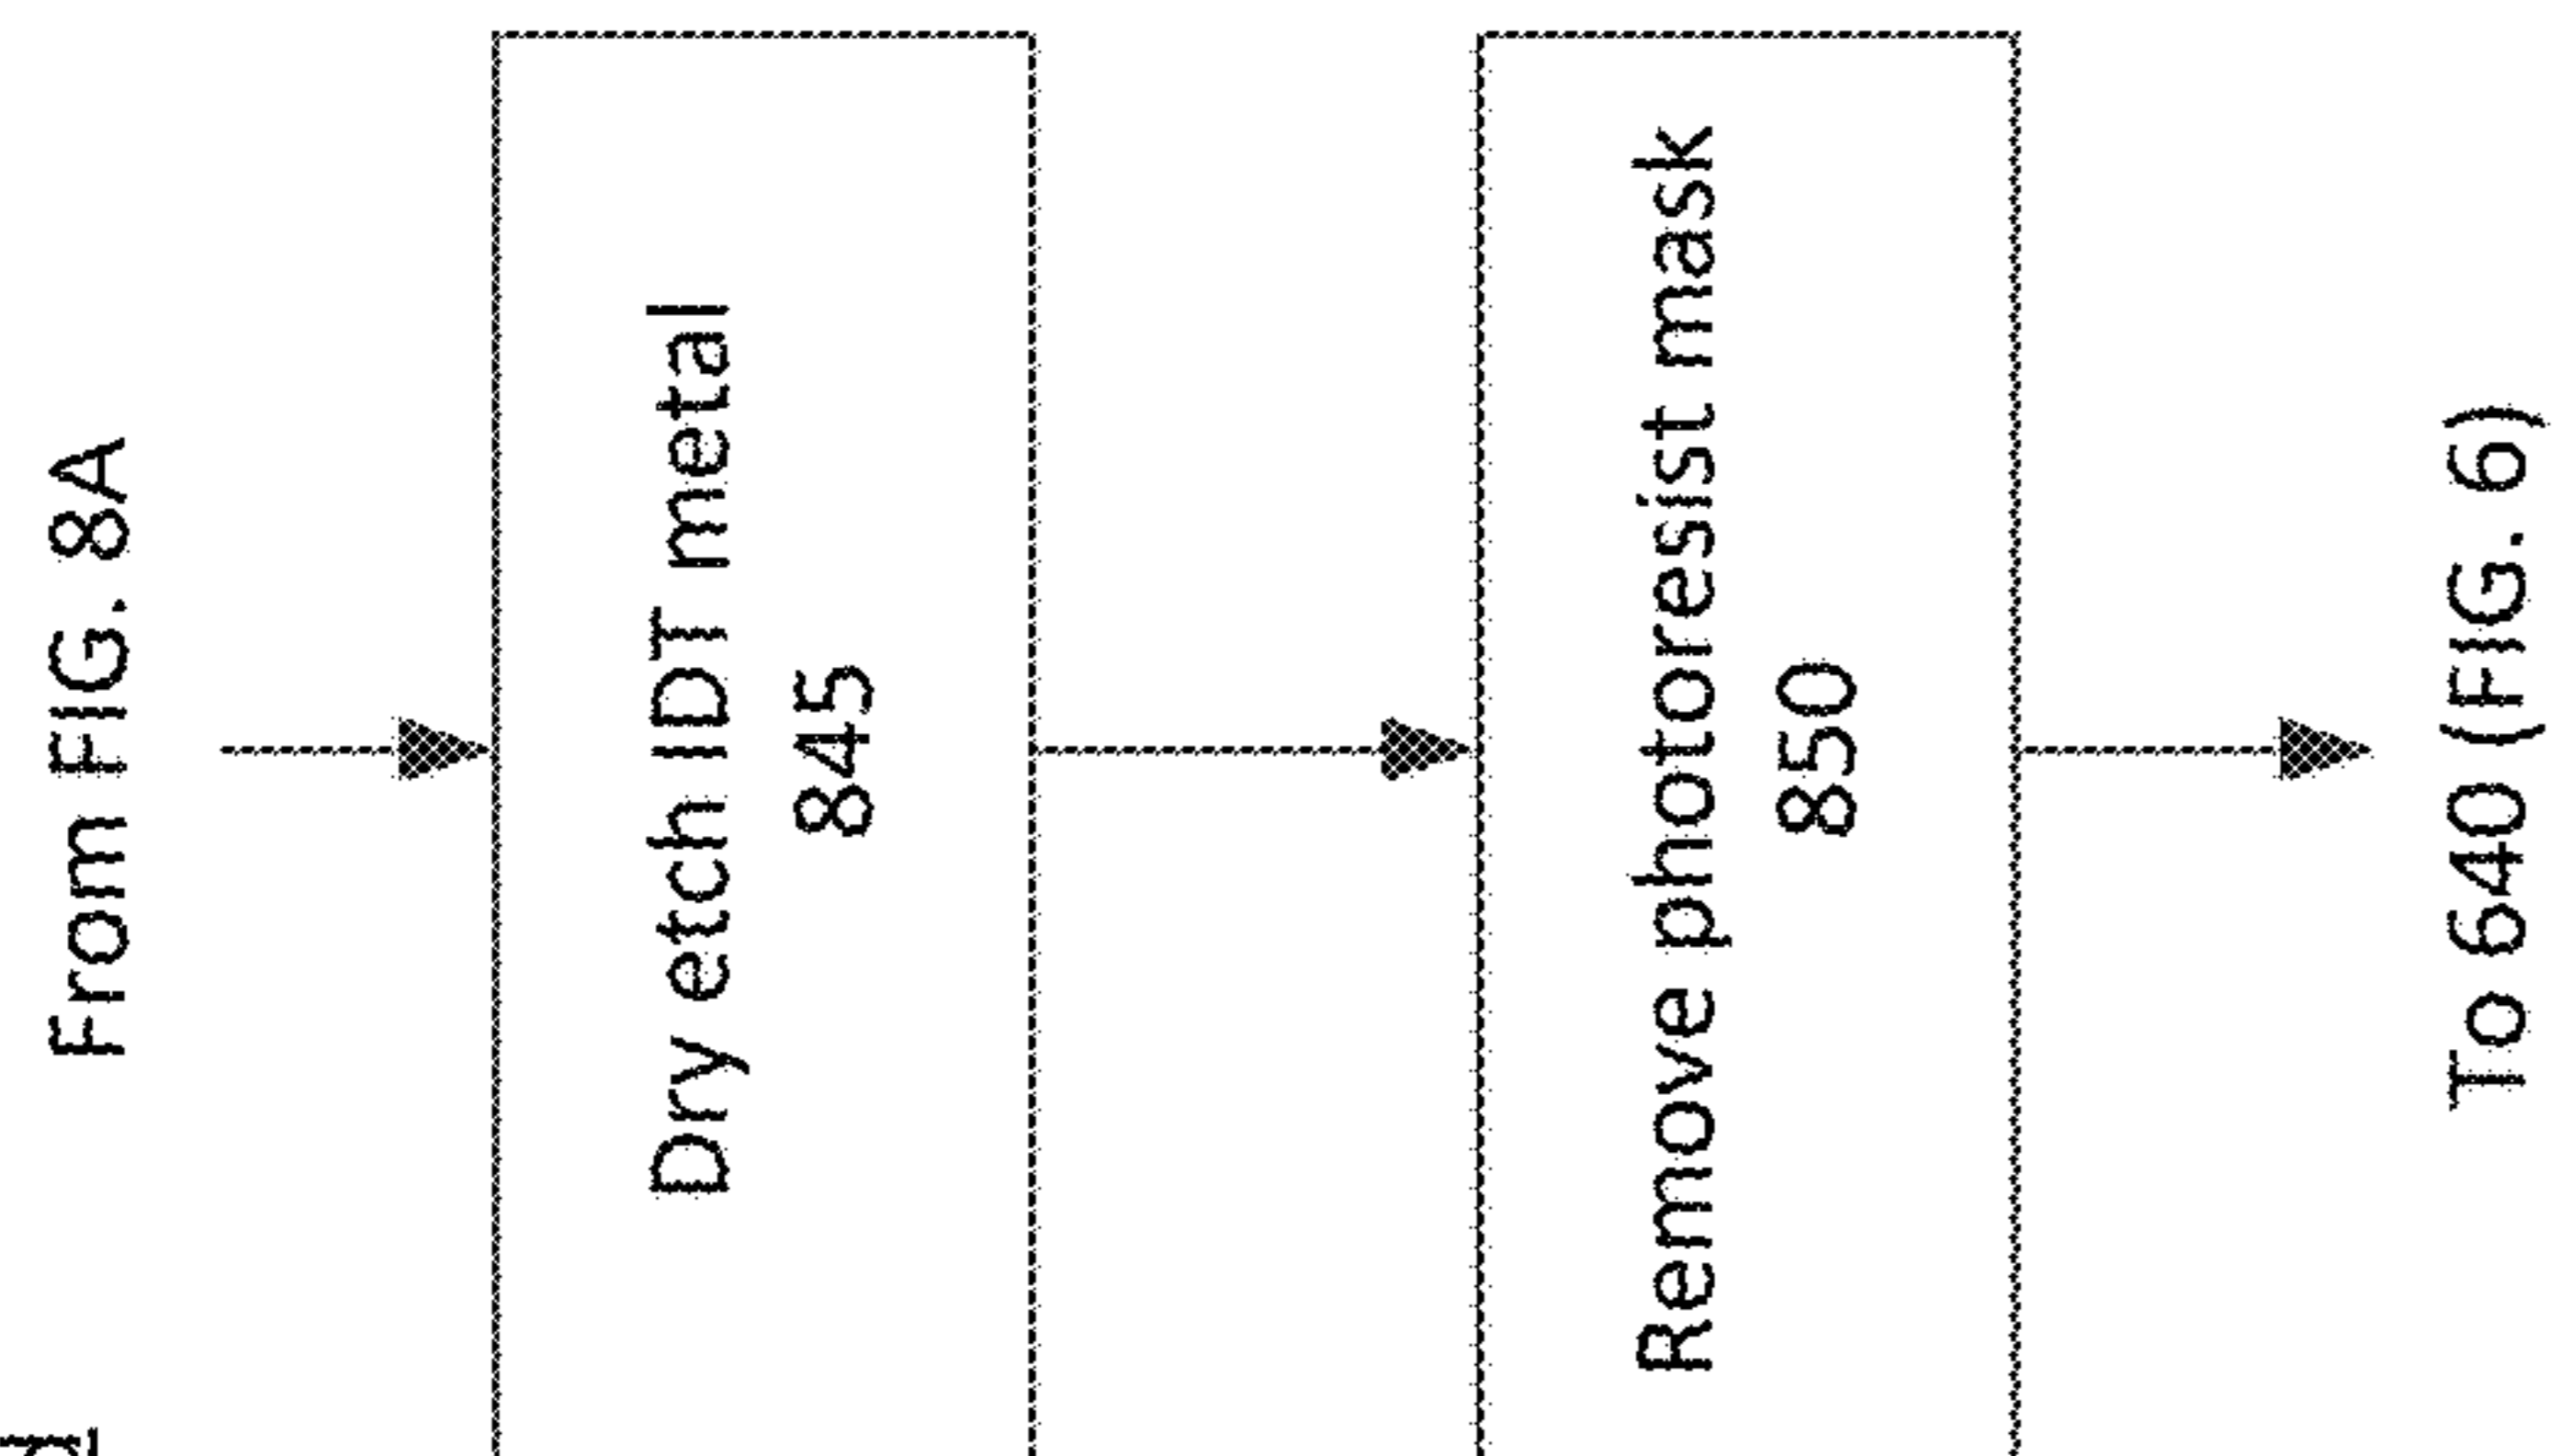 From FIG. 8A
Dry etch IDT metal
845
Remove photoresist mask
850
To 640 (FIG. 6)